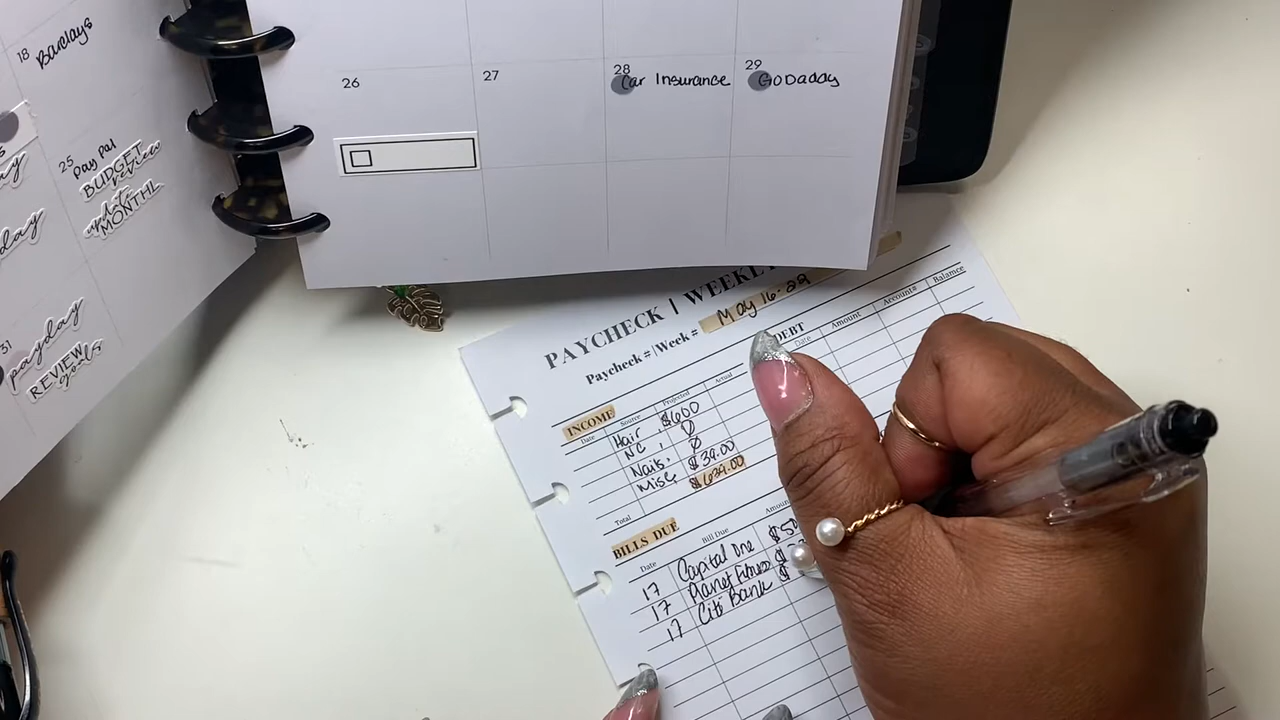 18 Barclays
25 Pay Pal
BUDGET
review
update
MONTHL
day
31
payday
REVIEW
goals
26
27
28 Car Insurance
29 GoDaddy
PAYCHECK | WEEKLY
Paycheck # | Week #
May 16-29
INCOME
Date Source Projected Actual
Hair $600
NC 0
Nails 0
Misc $39.00
Total $639.00
DEBT
Date Amount Account# Balance
BILLS DUE
Date Bill Due Amount
17 Capital One $50
17 Planet Fitness $
17 Citi Bank $